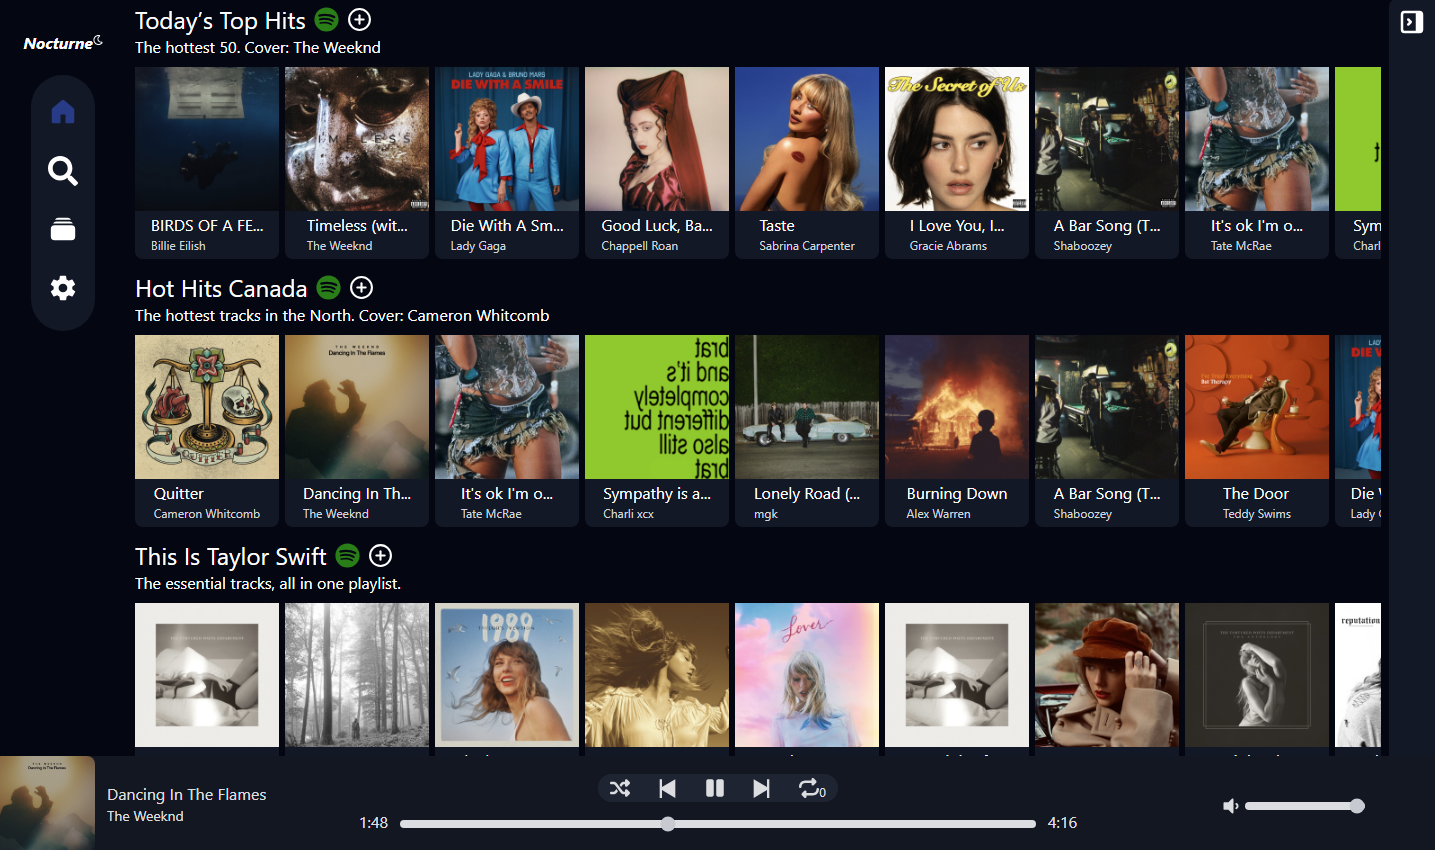 Nocturne
Today’s Top Hits
The hottest 50. Cover: The Weeknd
LADY GAGA & BRUNO MARS
DIE WITH A SMILE
The Secret of Us
BIRDS OF A FE...
Billie Eilish
Timeless (wit...
The Weeknd
Die With A Sm...
Lady Gaga
Good Luck, Ba...
Chappell Roan
Taste
Sabrina Carpenter
I Love You, I...
Gracie Abrams
A Bar Song (T...
Shaboozey
It's ok I'm o...
Tate McRae
Sym
Charl
Hot Hits Canada
The hottest tracks in the North. Cover: Cameron Whitcomb
QUITTER
THE WEEKND
Dancing In The Flames
brat
and it's
completely
different but
also still
brat
Quitter
Cameron Whitcomb
Dancing In Th...
The Weeknd
It's ok I'm o...
Tate McRae
Sympathy is a...
Charli xcx
Lonely Road (...
mgk
Burning Down
Alex Warren
A Bar Song (T...
Shaboozey
The Door
Teddy Swims
Die W
Lady G
This Is Taylor Swift
The essential tracks, all in one playlist.
1989
Lover
reputation
Dancing In The Flames
The Weeknd
0
1:48
4:16